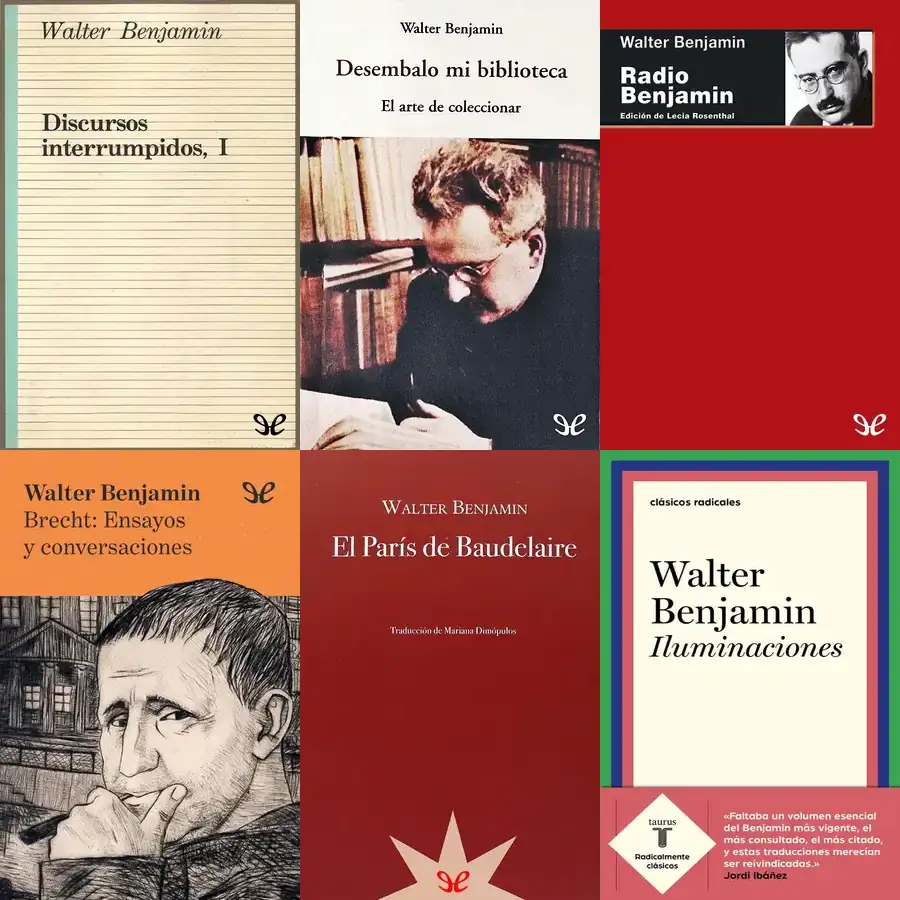 Walter Benjamin
Discursos
interrumpidos, I
Walter Benjamin
Desembalo mi biblioteca
El arte de coleccionar
Walter Benjamin
Radio
Benjamin
Edición de Lecia Rosenthal
Walter Benjamin
Brecht: Ensayos
y conversaciones
WALTER BENJAMIN
El París de Baudelaire
Traducción de Mariana Dimópulos
clásicos radicales
Walter
Benjamin
Iluminaciones
taurus
T
Radicalmente
clásicos
«Faltaba un volumen esencial
del Benjamin más vigente, el
más consultado, el más citado,
y estas traducciones merecían
ser reivindicadas.»
Jordi Ibáñez